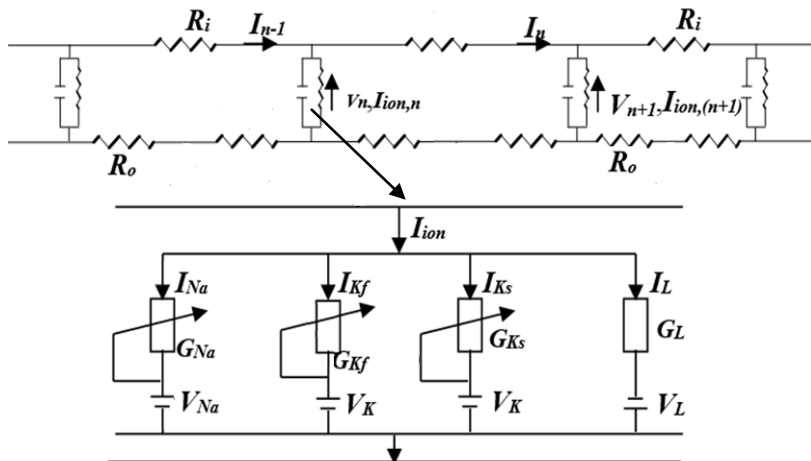 Ri In-1 In Ri
Vn,Iion,n Vn+1,Iion,(n+1)
Ro Ro
Iion
INa IKf IKs IL
GNa GKf GKs GL
VNa VK VK VL